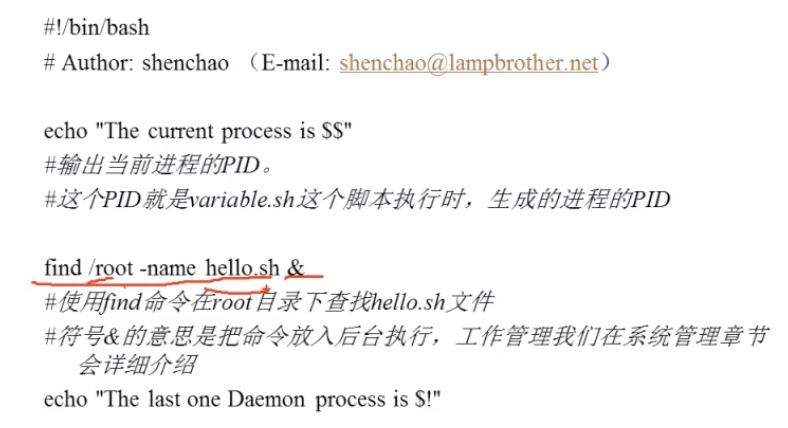 #!/bin/bash
# Author: shenchao （E-mail: shenchao@lampbrother.net）
echo "The current process is $$"
#输出当前进程的PID。
#这个PID就是variable.sh这个脚本执行时，生成的进程的PID
find /root -name hello.sh &
#使用find命令在root目录下查找hello.sh文件
#符号&的意思是把命令放入后台执行，工作管理我们在系统管理章节
会详细介绍
echo "The last one Daemon process is $!"